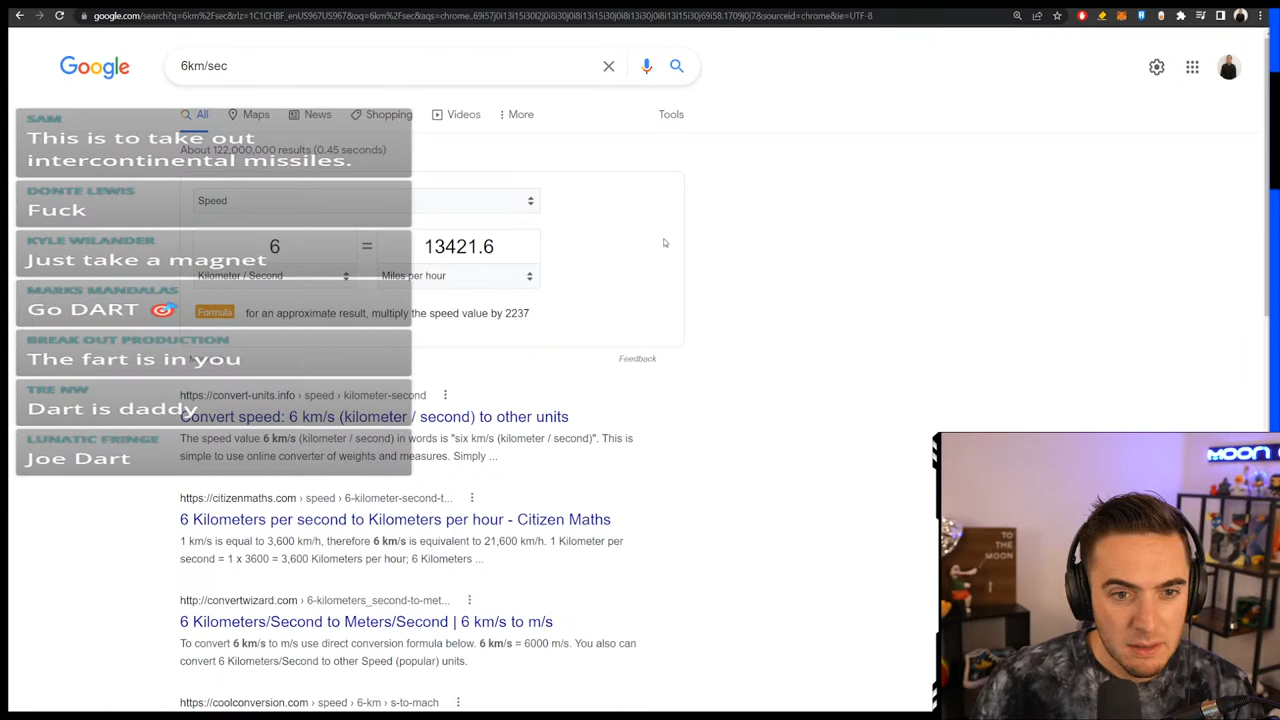 google.com/search?q=6km%2Fsec&rlz=1C1CHBF_enUS967US967&oq=6km%2Fsec&aqs=chrome..69i57j0i13i15i30l2j0i8i30j0i8i13i15i30j0i8i13i30j0i8i13i15i30j69i58.1709j0j7&sourceid=chrome&ie=UTF-8
Google
6km/sec
All
Maps
News
Shopping
Videos
More
Tools
About 122,000,000 results (0.45 seconds)
SAM
This is to take out
intercontinental missiles.
DONTE LEWIS
Fuck
KYLE WILANDER
Just take a magnet
MARKS MANDALAS
Go DART 🎯
BREAK OUT PRODUCTION
The fart is in you
TRE NW
Dart is daddy
LUNATIC FRINGE
Joe Dart
Speed
6
=
13421.6
Kilometer / Second
Miles per hour
Formula
for an approximate result, multiply the speed value by 2237
Feedback
https://convert-units.info › speed › kilometer-second
Convert speed: 6 km/s (kilometer / second) to other units
The speed value 6 km/s (kilometer / second) in words is "six km/s (kilometer / second)". This is
simple to use online converter of weights and measures. Simply ...
https://citizenmaths.com › speed › 6-kilometer-second-t...
6 Kilometers per second to Kilometers per hour - Citizen Maths
1 km/s is equal to 3,600 km/h, therefore 6 km/s is equivalent to 21,600 km/h. 1 Kilometer per
second = 1 x 3600 = 3,600 Kilometers per hour; 6 Kilometers ...
http://convertwizard.com › 6-kilometers_second-to-met...
6 Kilometers/Second to Meters/Second | 6 km/s to m/s
To convert 6 km/s to m/s use direct conversion formula below. 6 km/s = 6000 m/s. You also can
convert 6 Kilometers/Second to other Speed (popular) units.
https://coolconversion.com › speed › 6-km › s-to-mach
MOON
TO
THE
MOON